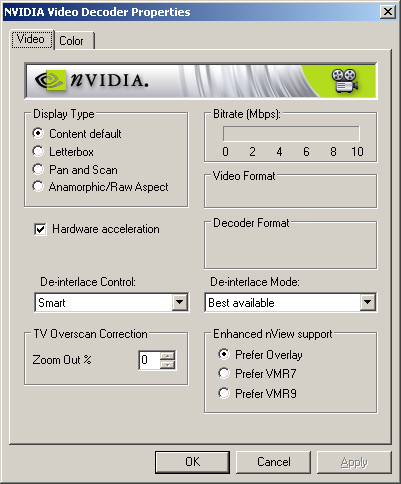 NVIDIA Video Decoder Properties
Video
Color
nVIDIA.
Display Type
Content default
Letterbox
Pan and Scan
Anamorphic/Raw Aspect
Bitrate (Mbps):
0 2 4 6 8 10
Video Format
Decoder Format
Hardware acceleration
De-interlace Control:
Smart
De-interlace Mode:
Best available
TV Overscan Correction
Zoom Out %
0
Enhanced nView support
Prefer Overlay
Prefer VMR7
Prefer VMR9
OK
Cancel
Apply